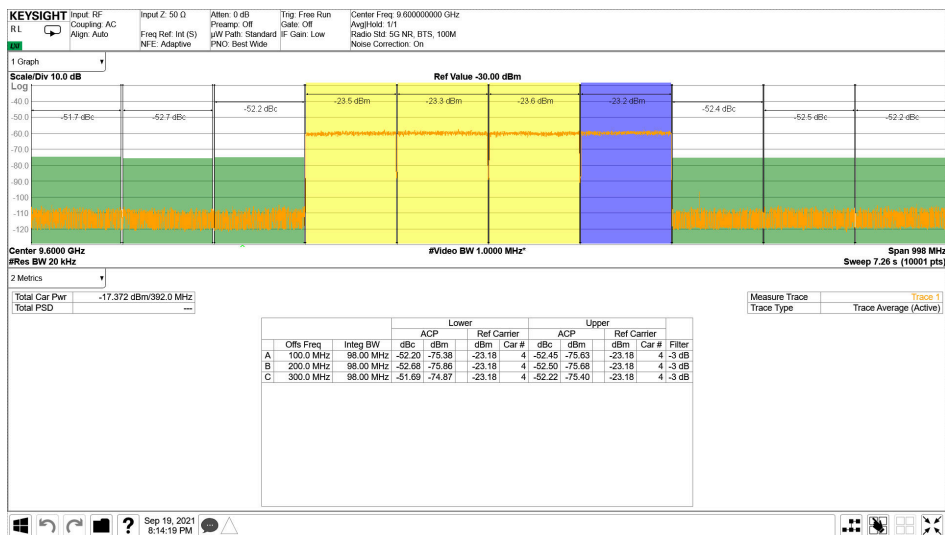 KEYSIGHT Input: RF Input Z: 50 Ω Atten: 0 dB Trig: Free Run Center Freq: 9.600000000 GHz
RL Coupling: AC Preamp: Off Gate: Off Avg|Hold: 1/1
Align: Auto Freq Ref: Int (S) µW Path: Standard IF Gain: Low Radio Std: 5G NR, BTS, 100M
NFE: Adaptive PNO: Best Wide Noise Correction: On
LXI
1 Graph
Scale/Div 10.0 dB Ref Value -30.00 dBm
Log
-40.0
-50.0
-60.0
-70.0
-80.0
-90.0
-100
-110
-120
-51.7 dBc -52.7 dBc -52.2 dBc -23.5 dBm -23.3 dBm -23.6 dBm -23.2 dBm -52.4 dBc -52.5 dBc -52.2 dBc
Center 9.6000 GHz #Video BW 1.0000 MHz* Span 998 MHz
#Res BW 20 kHz Sweep 7.26 s (10001 pts)
2 Metrics
Total Car Pwr -17.372 dBm/392.0 MHz Measure Trace Trace 1
Total PSD --- Trace Type Trace Average (Active)
Lower Upper
ACP Ref Carrier ACP Ref Carrier
Offs Freq Integ BW dBc dBm dBm Car # dBc dBm dBm Car # Filter
A 100.0 MHz 98.00 MHz -52.20 -75.38 -23.18 4 -52.45 -75.63 -23.18 4 -3 dB
B 200.0 MHz 98.00 MHz -52.68 -75.86 -23.18 4 -52.50 -75.68 -23.18 4 -3 dB
C 300.0 MHz 98.00 MHz -51.69 -74.87 -23.18 4 -52.22 -75.40 -23.18 4 -3 dB
? Sep 19, 2021
8:14:19 PM